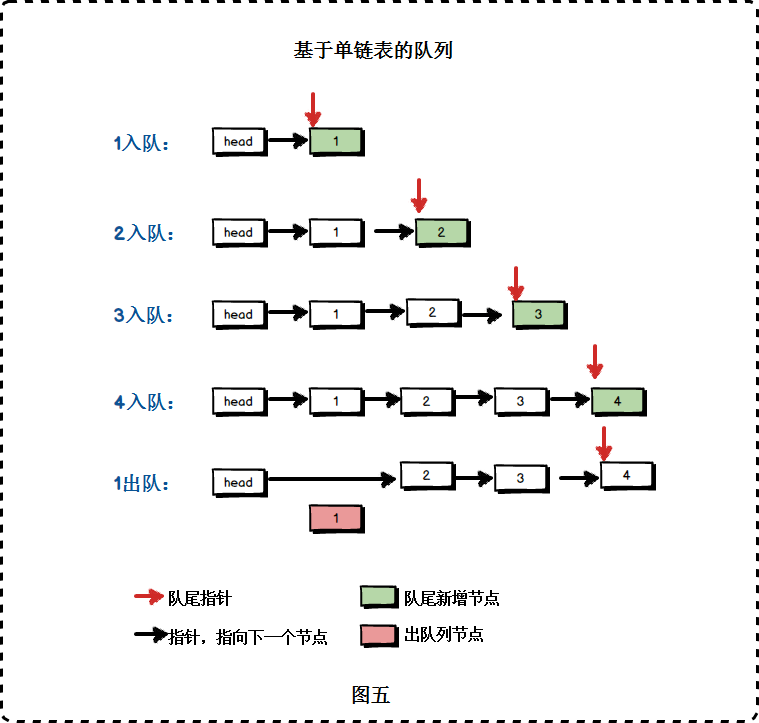 基于单链表的队列
1入队： head 1
2入队： head 1 2
3入队： head 1 2 3
4入队： head 1 2 3 4
1出队： head 2 3 4
1
队尾指针 队尾新增节点
指针，指向下一个节点 出队列节点
图五